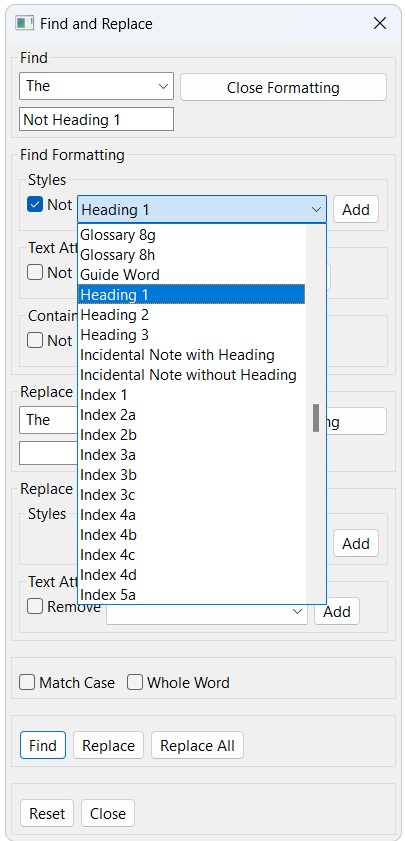 Find and Replace
Find
The
Close Formatting
Not Heading 1
Find Formatting
Styles
Not
Heading 1
Add
Glossary 8g
Glossary 8h
Guide Word
Heading 1
Heading 2
Heading 3
Incidental Note with Heading
Incidental Note without Heading
Index 1
Index 2a
Index 2b
Index 3a
Index 3b
Index 3c
Index 4a
Index 4b
Index 4c
Index 4d
Index 5a
Text Att
Not
Contain
Not
Replace
The
ng
Replace
Styles
Add
Text Att
Remove
Add
Match Case
Whole Word
Find
Replace
Replace All
Reset
Close